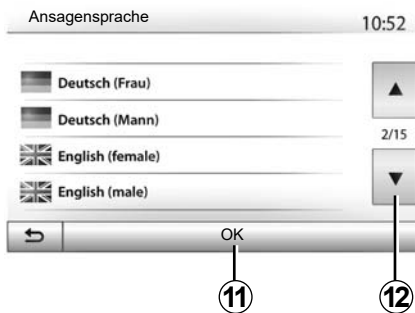 Ansagensprache 10:52
Deutsch (Frau)
▲
Deutsch (Mann)
2/15
English (female)
English (male)
▼
OK
11 12